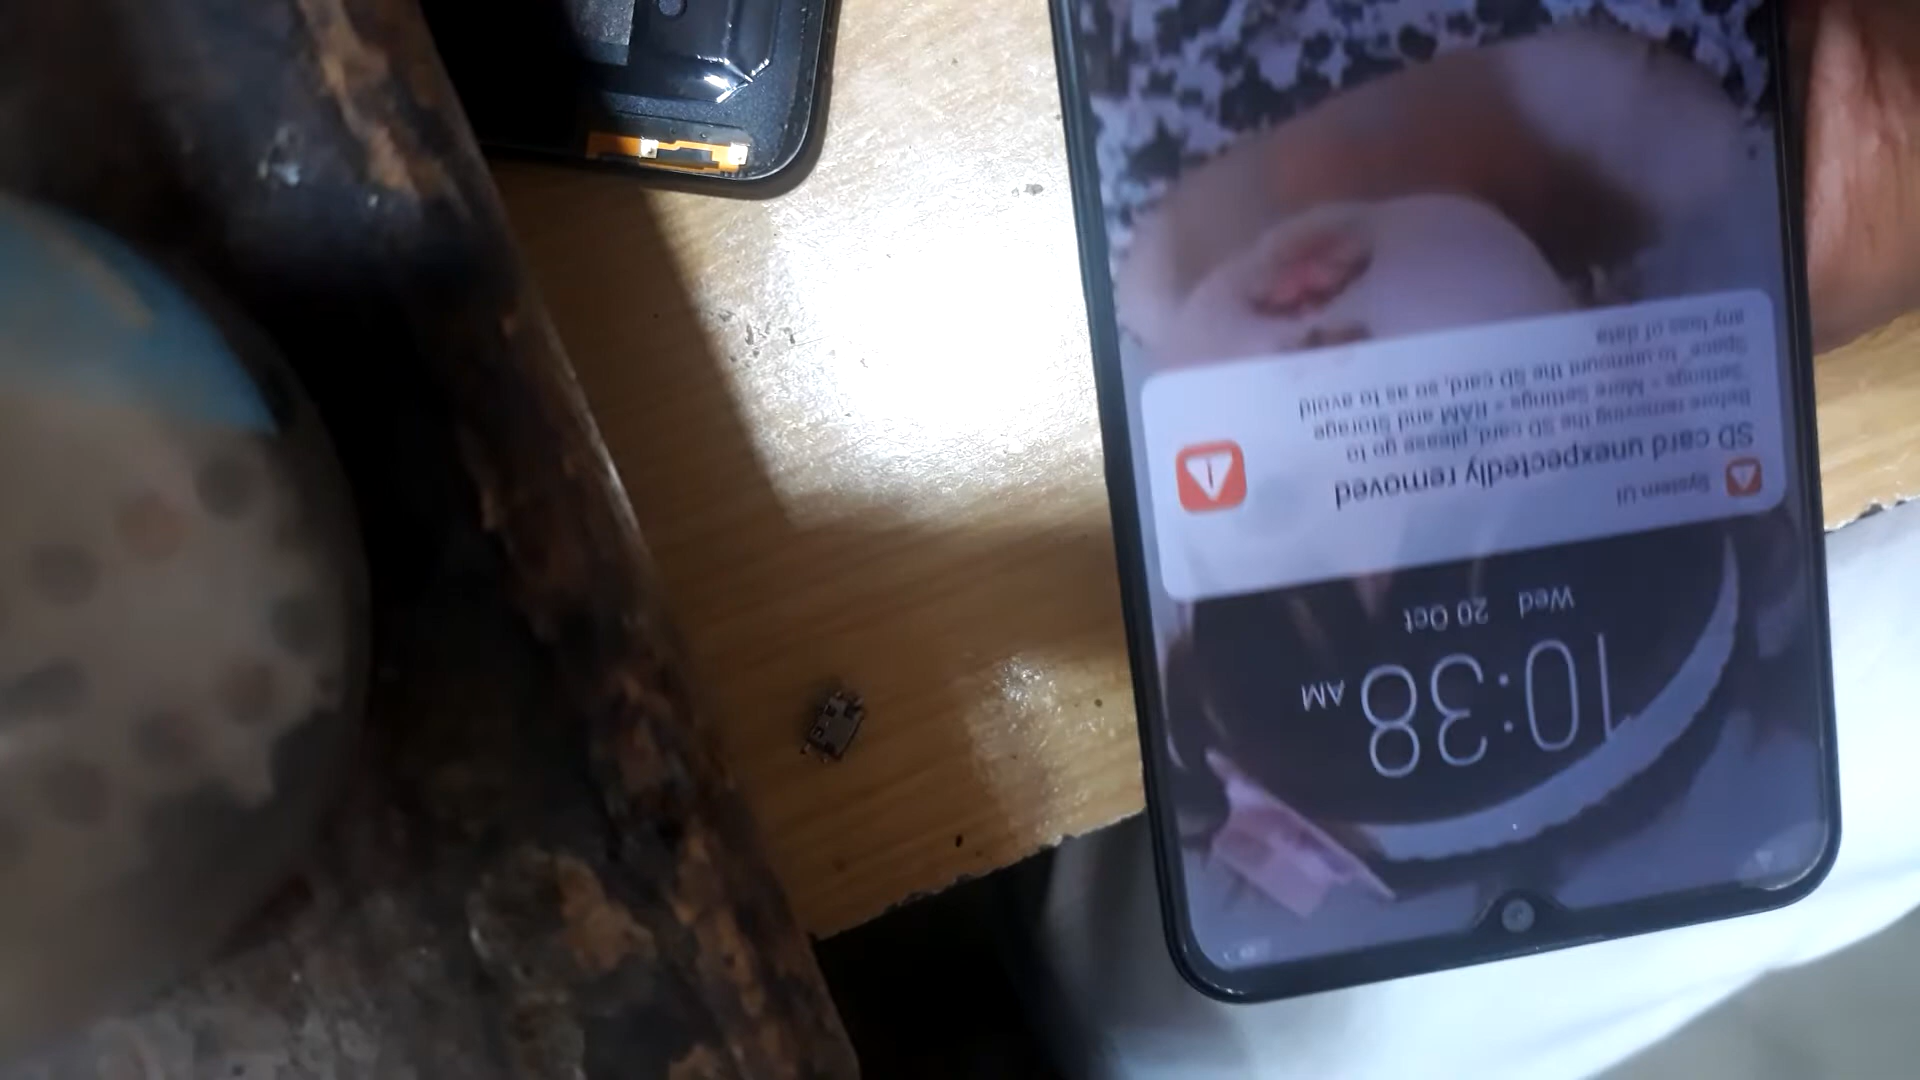 10:38 AM
Wed 20 Oct
System UI
SD card unexpectedly removed
Before removing the SD card, please go to
Settings - More Settings - RAM and Storage
Space_ to unmount the SD card, so as to avoid
any loss of data